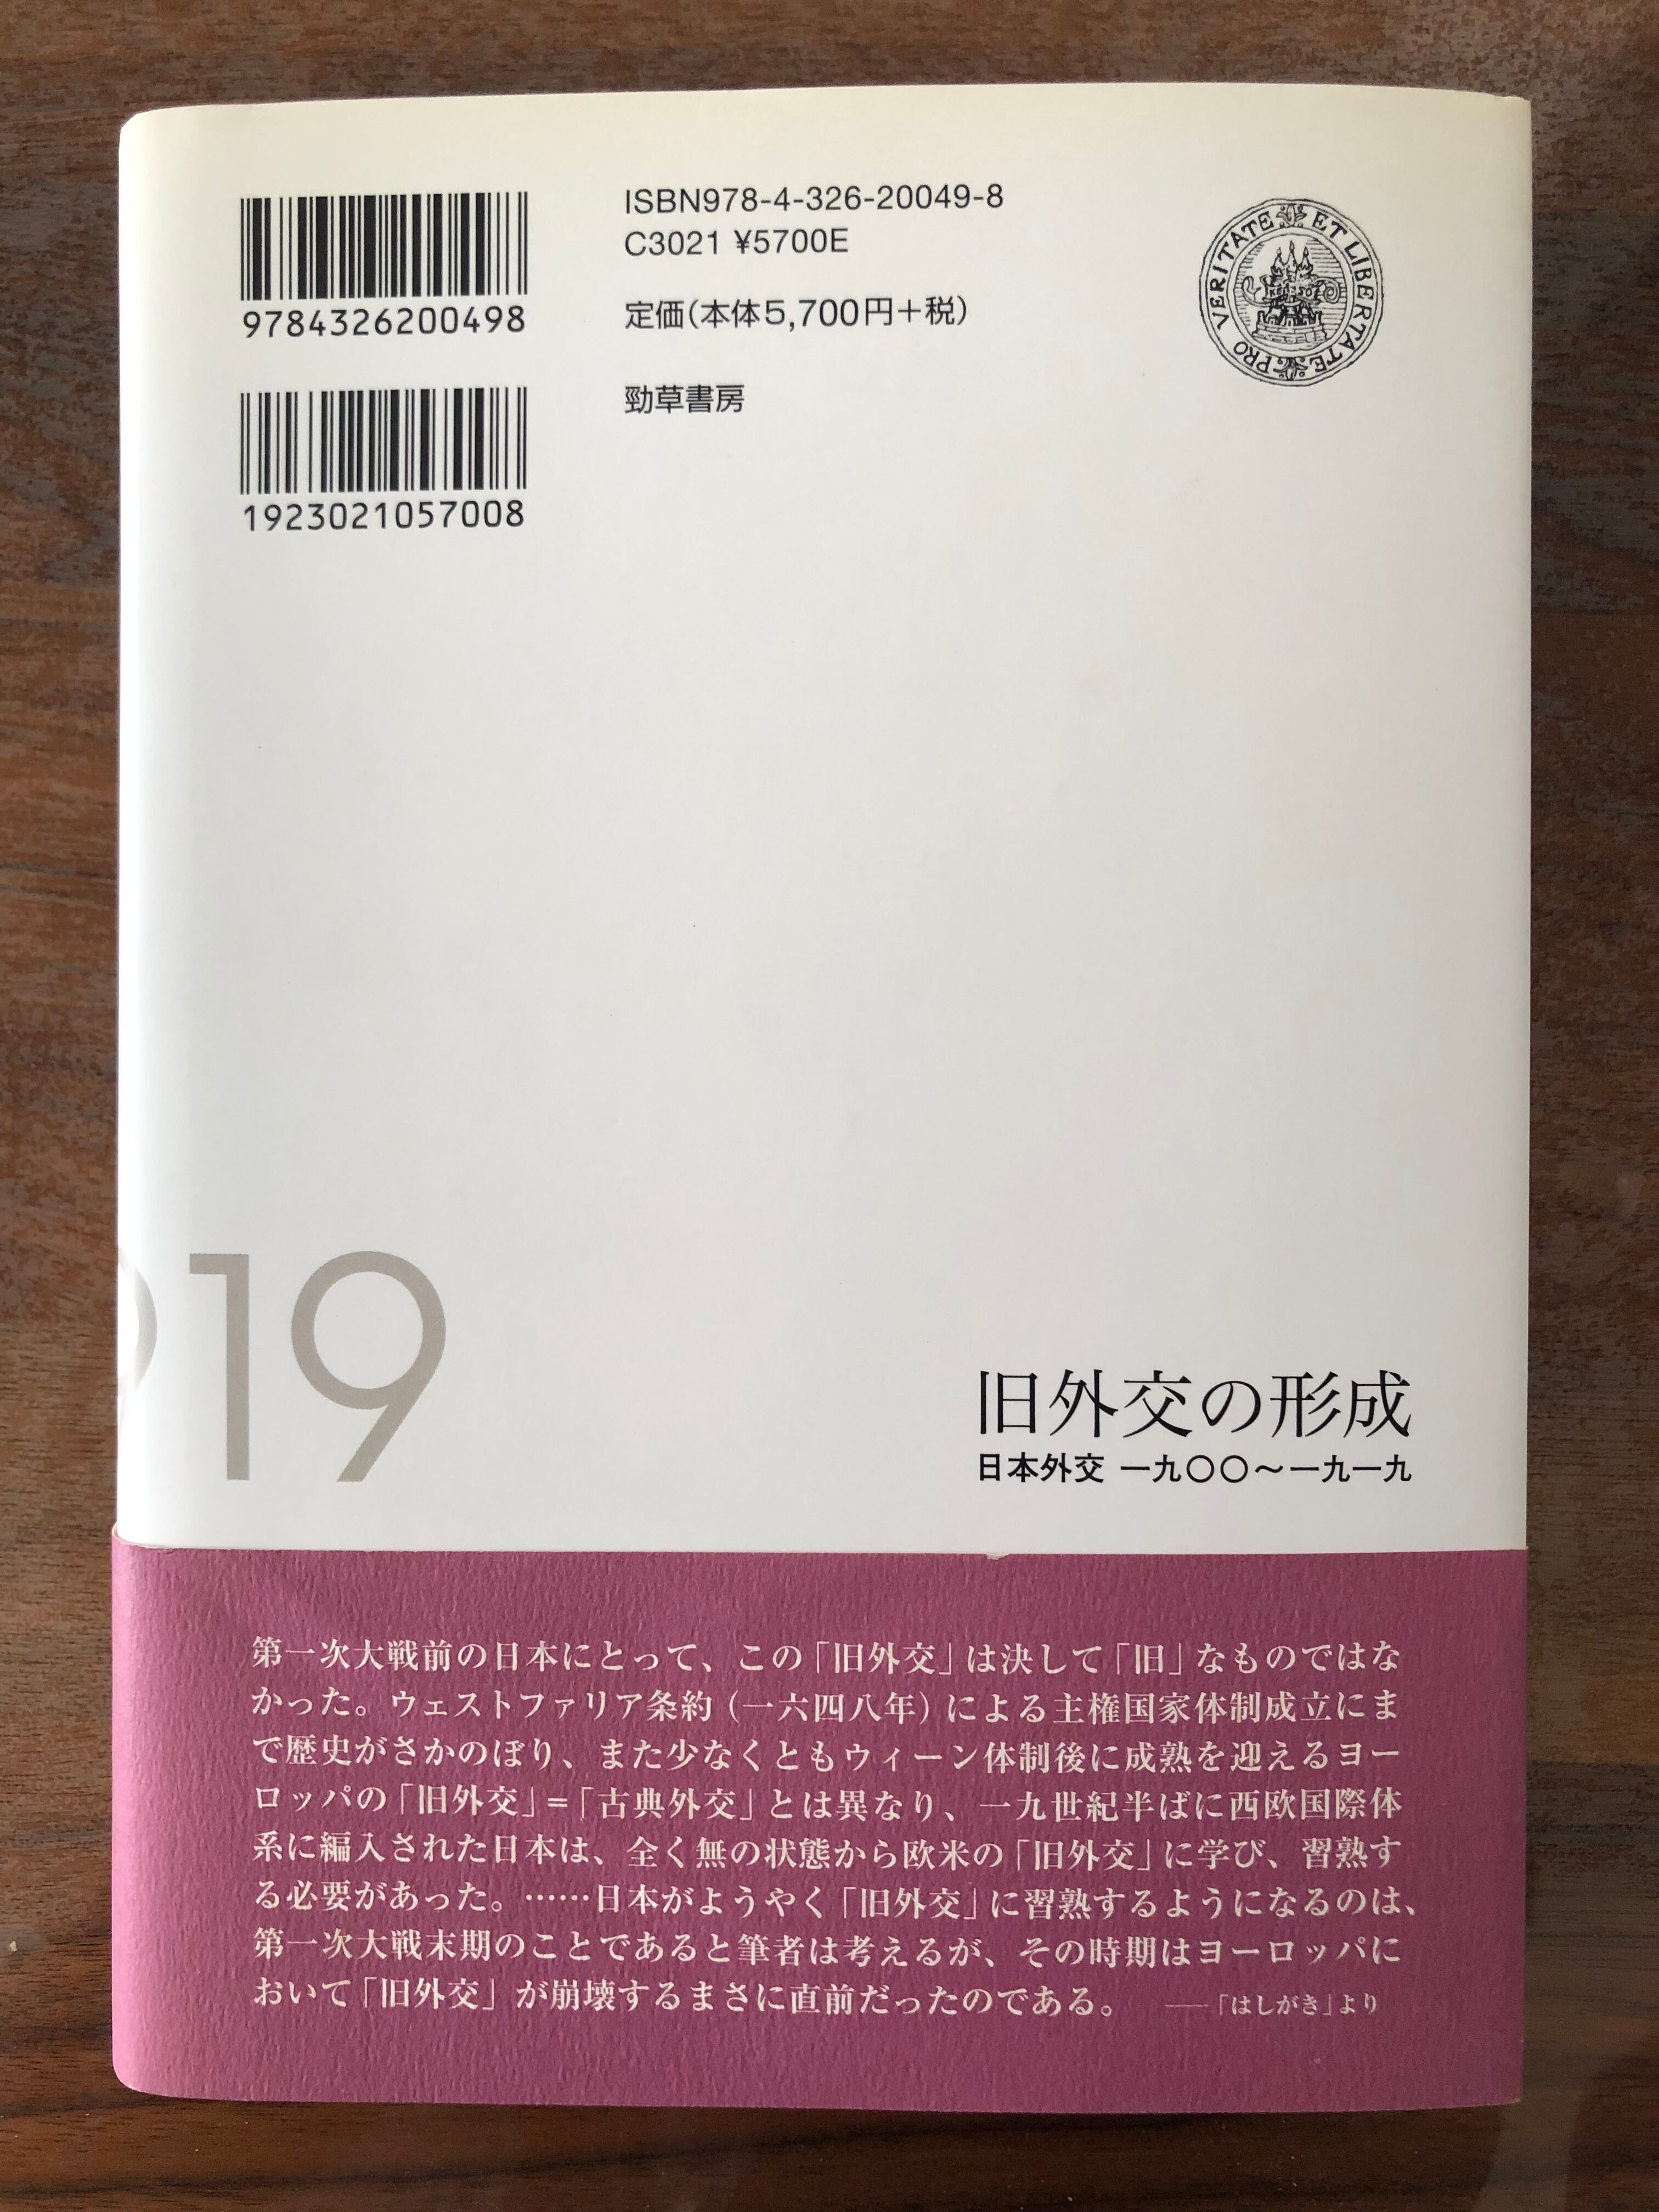 9784326200498
1923021057008
ISBN978-4-326-20049-8
C3021 ¥5700E
定価(本体5,700円+税)
勁草書房
PRO VERITATE ET LIBERTATE
19
旧外交の形成
日本外交 一九〇〇〜一九一九
第一次大戦前の日本にとって、この「旧外交」は決して「旧」なものではな
かった。ウェストファリア条約(一六四八年)による主権国家体制成立にま
で歴史がさかのぼり、また少なくともウィーン体制後に成熟を迎えるヨー
ロッパの「旧外交」=「古典外交」とは異なり、一九世紀半ばに西欧国際体
系に編入された日本は、全く無の状態から欧米の「旧外交」に学び、習熟す
る必要があった。……日本がようやく「旧外交」に習熟するようになるのは、
第一次大戦末期のことであると筆者は考えるが、その時期はヨーロッパに
おいて「旧外交」が崩壊するまさに直前だったのである。 ――「はしがき」より